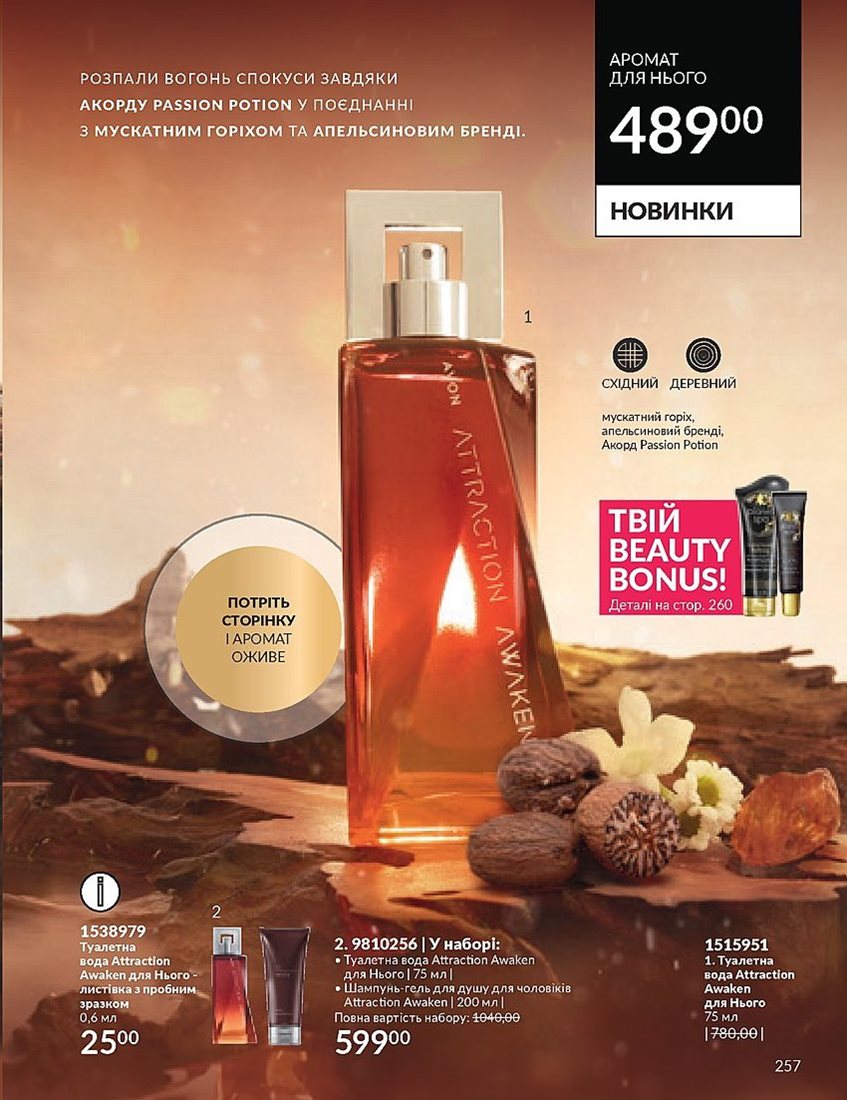 РОЗПАЛИ ВОГОНЬ СПОКУСИ ЗАВДЯКИ
АКОРДУ PASSION POTION У ПОЄДНАННІ
З МУСКАТНИМ ГОРІХОМ ТА АПЕЛЬСИНОВИМ БРЕНДІ.
АРОМАТ
ДЛЯ НЬОГО
489⁰⁰
НОВИНКИ
1
СХІДНИЙ ДЕРЕВНИЙ
мускатний горіх,
апельсиновий бренді,
Акорд Passion Potion
AVON
ATTRACTION AWAKEN
ТВІЙ
BEAUTY
BONUS!
Деталі на стор. 260
ПОТРІТЬ
СТОРІНКУ
І АРОМАТ
ОЖИВЕ
1538979
Туалетна
вода Attraction
Awaken для Нього -
листівка з пробним
зразком
0,6 мл
25⁰⁰
2
2. 9810256 | У наборі:
• Туалетна вода Attraction Awaken
для Нього | 75 мл |
• Шампунь-гель для душу для чоловіків
Attraction Awaken | 200 мл |
Повна вартість набору: 1040,00
599⁰⁰
1515951
1. Туалетна
вода Attraction
Awaken
для Нього
75 мл
| 780,00 |
257